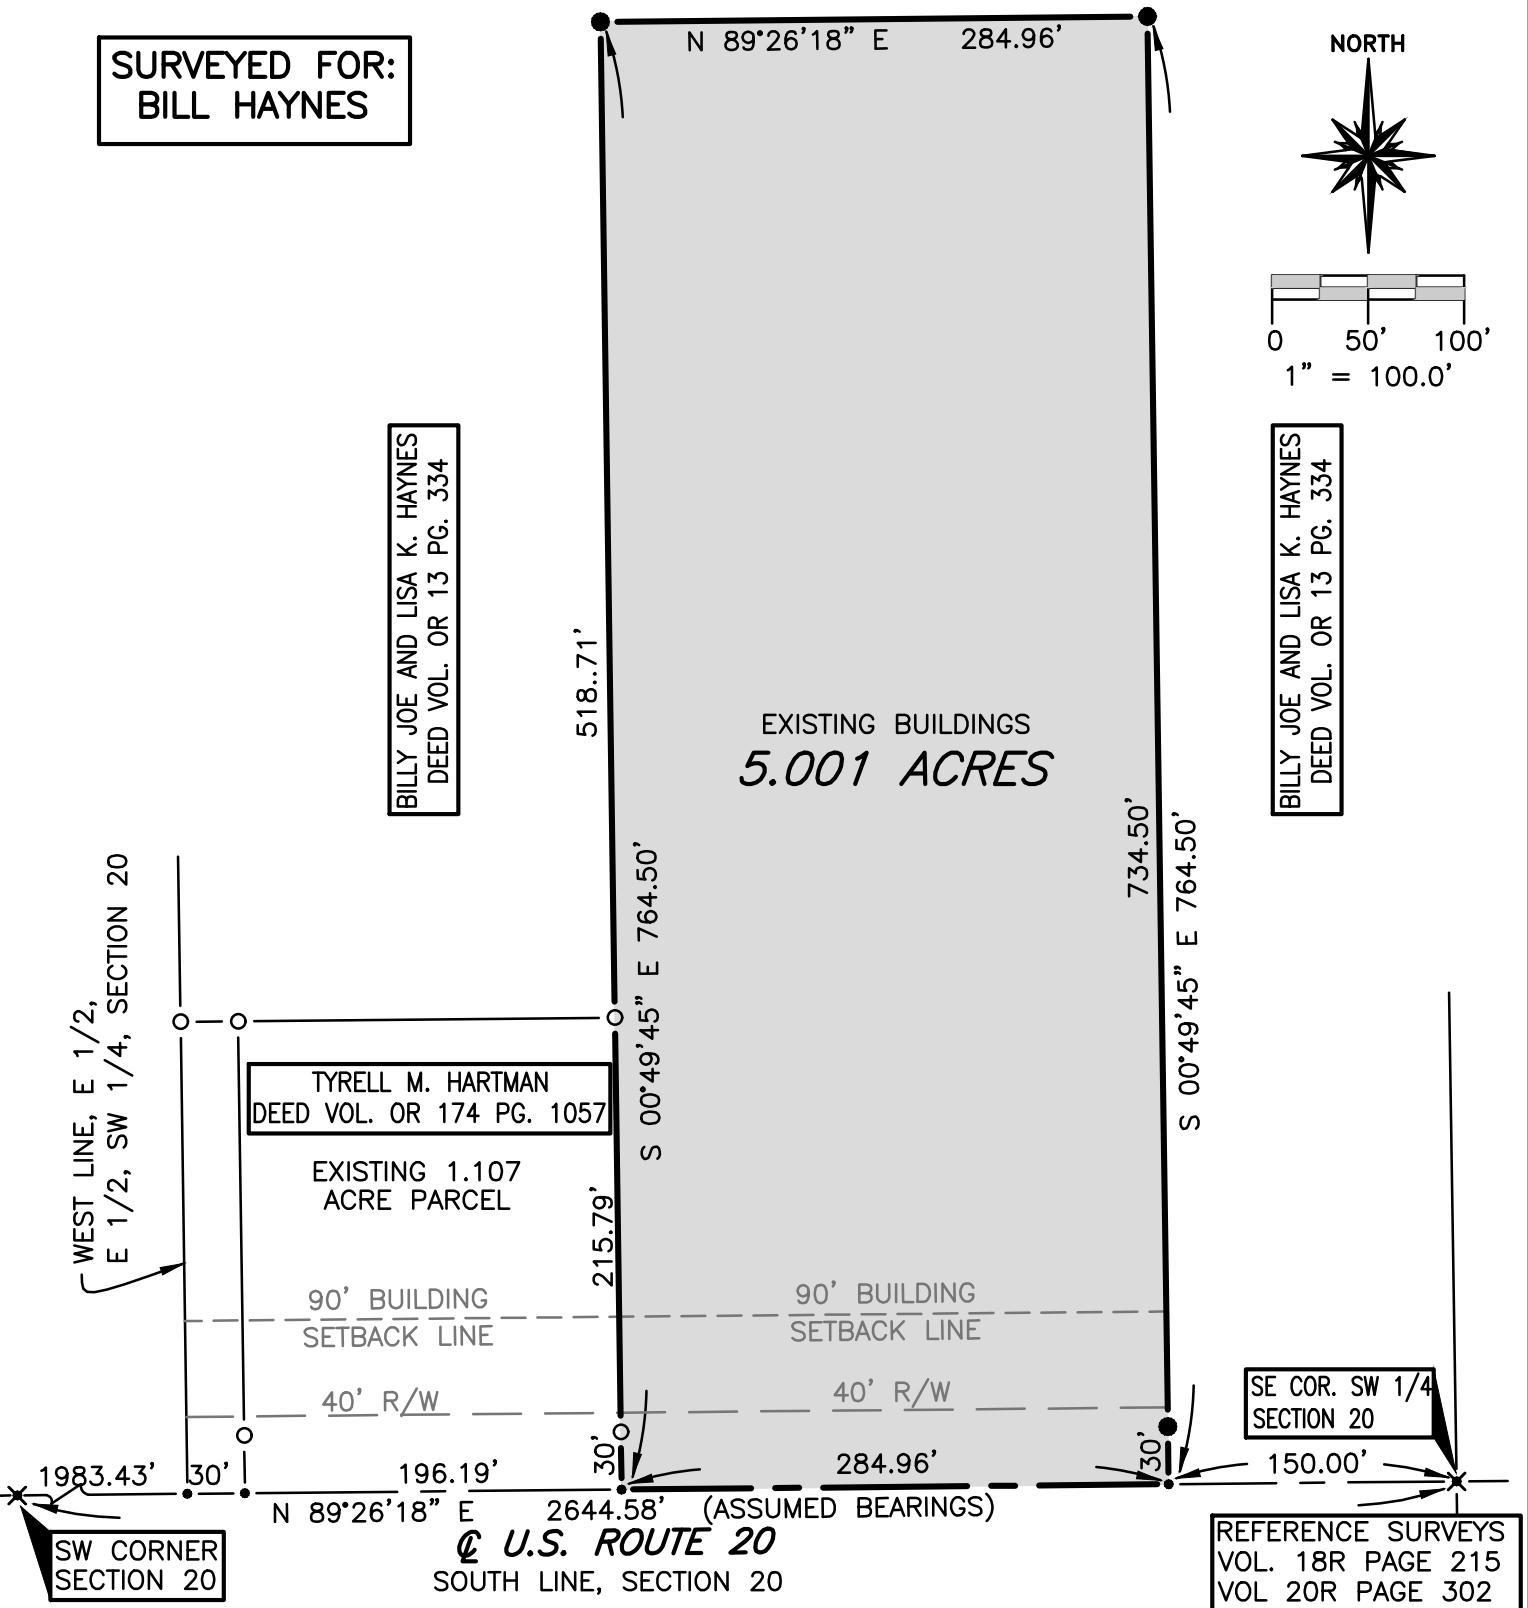 N 89°26'18" E 284.96'
NORTH
SURVEYED FOR:
BILL HAYNES
0 50' 100'
1" = 100.0'
BILLY JOE AND LISA K. HAYNES
DEED VOL. OR 13 PG. 334
BILLY JOE AND LISA K. HAYNES
DEED VOL. OR 13 PG. 334
518..71'
EXISTING BUILDINGS
5.001 ACRES
734.50'
S 00°49'45" E 764.50'
S 00°49'45" E 764.50'
WEST LINE, E 1/2,
E 1/2, SW 1/4, SECTION 20
TYRELL M. HARTMAN
DEED VOL. OR 174 PG. 1057
EXISTING 1.107
ACRE PARCEL
215.79'
90' BUILDING
SETBACK LINE
90' BUILDING
SETBACK LINE
40' R/W
40' R/W
SE COR. SW 1/4
SECTION 20
30'
30'
1983.43' 30' 196.19' 284.96' 150.00'
N 89°26'18" E 2644.58' (ASSUMED BEARINGS)
℄ U.S. ROUTE 20
SOUTH LINE, SECTION 20
SW CORNER
SECTION 20
REFERENCE SURVEYS
VOL. 18R PAGE 215
VOL 20R PAGE 302